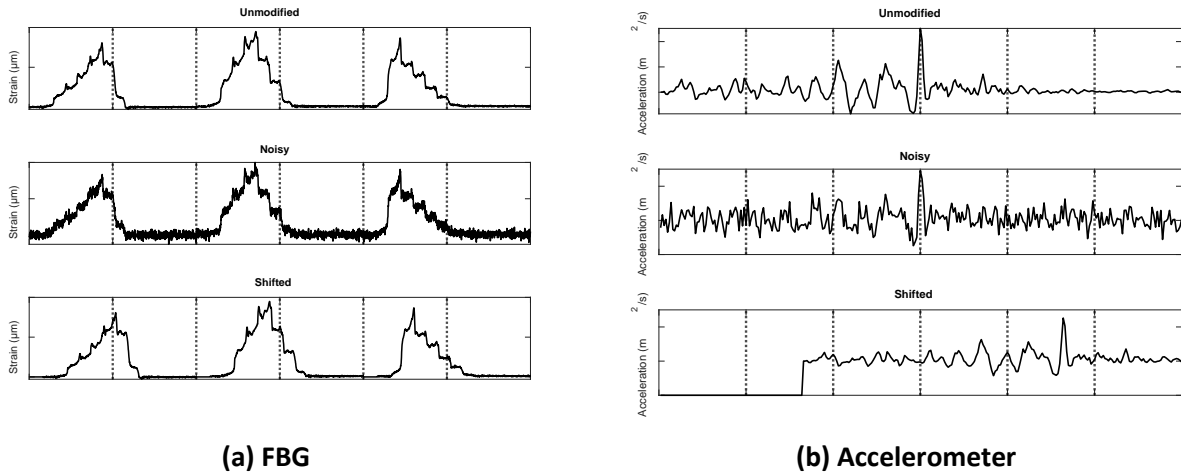 Unmodified
Strain (μm)
Noisy
Strain (μm)
Shifted
Strain (μm)
(a) FBG
Unmodified
Acceleration (m 2/s)
Noisy
Acceleration (m 2/s)
Shifted
Acceleration (m 2/s)
(b) Accelerometer